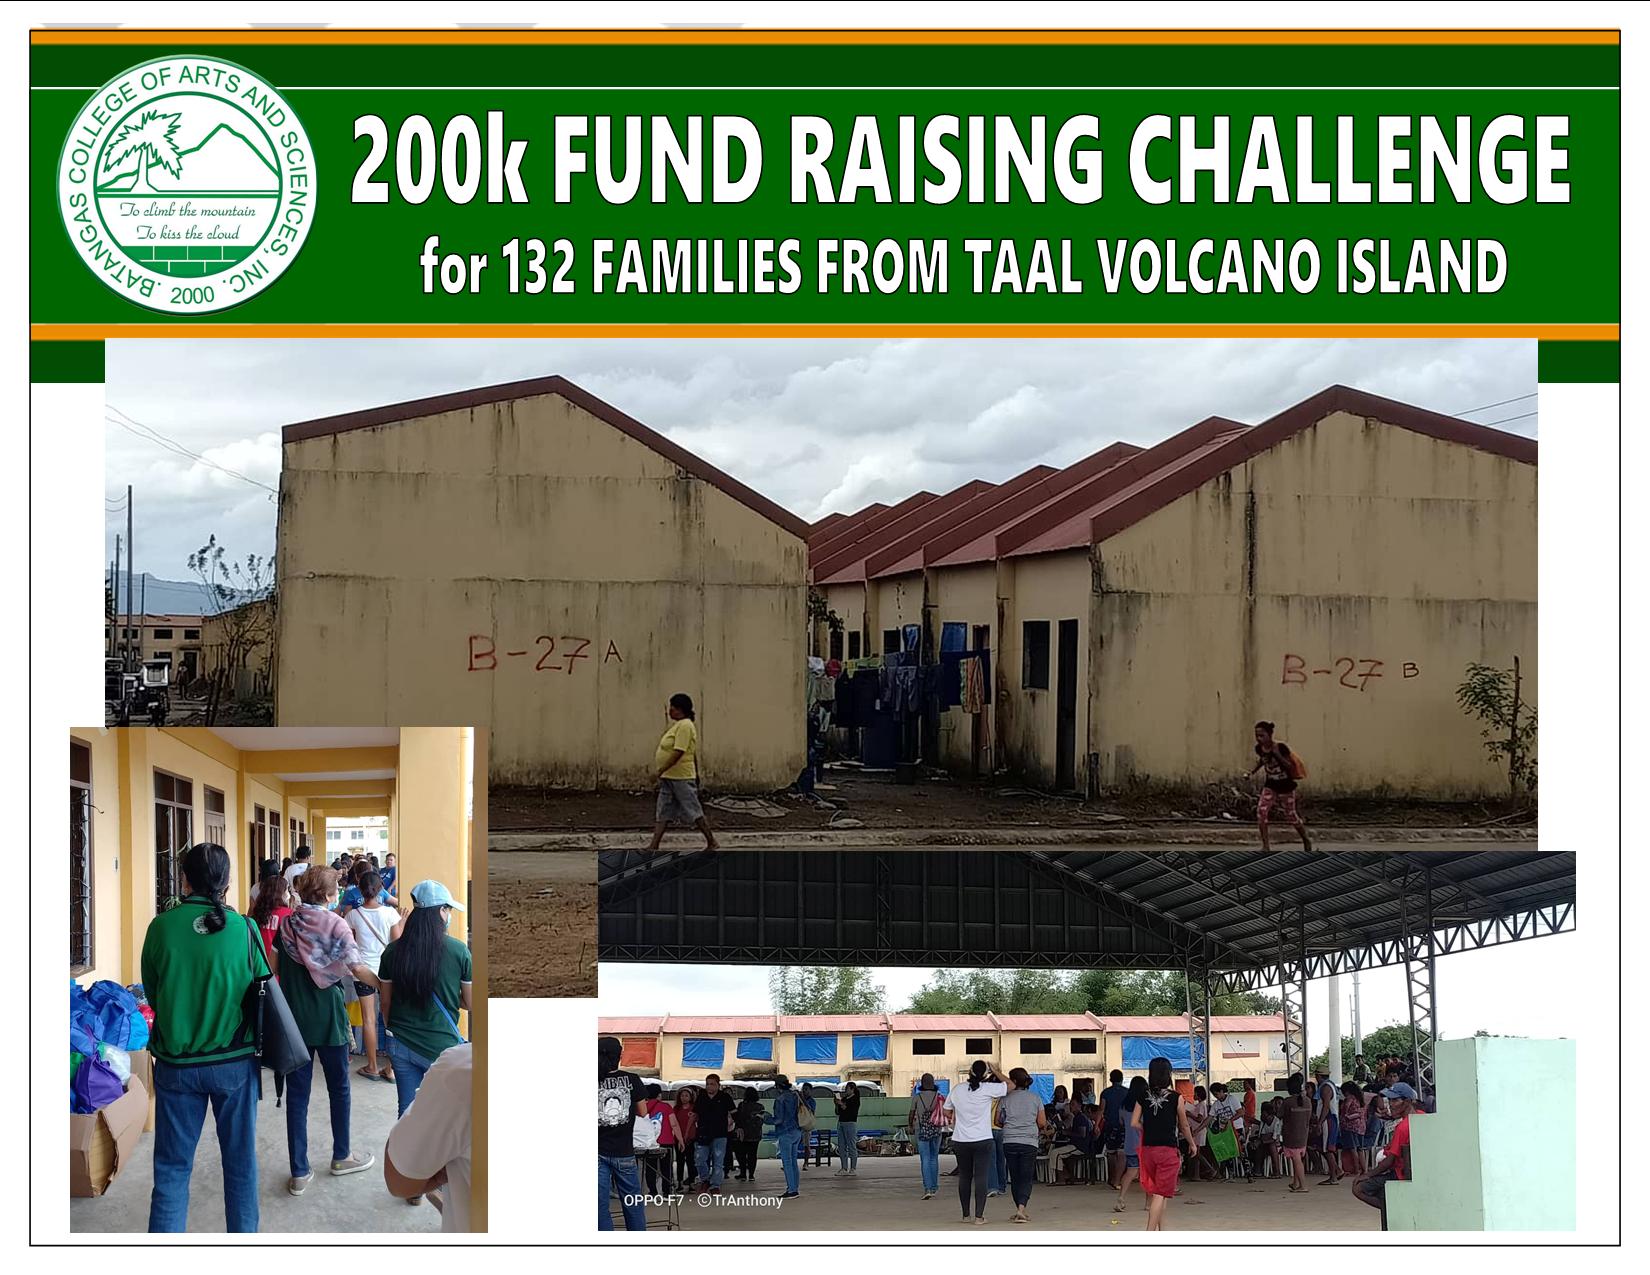 BATANGAS COLLEGE OF ARTS AND SCIENCES, INC.
To climb the mountain
To kiss the cloud
2000
200k FUND RAISING CHALLENGE
for 132 FAMILIES FROM TAAL VOLCANO ISLAND
B-27 A
B-27 B
OPPO F7 · ©TrAnthony